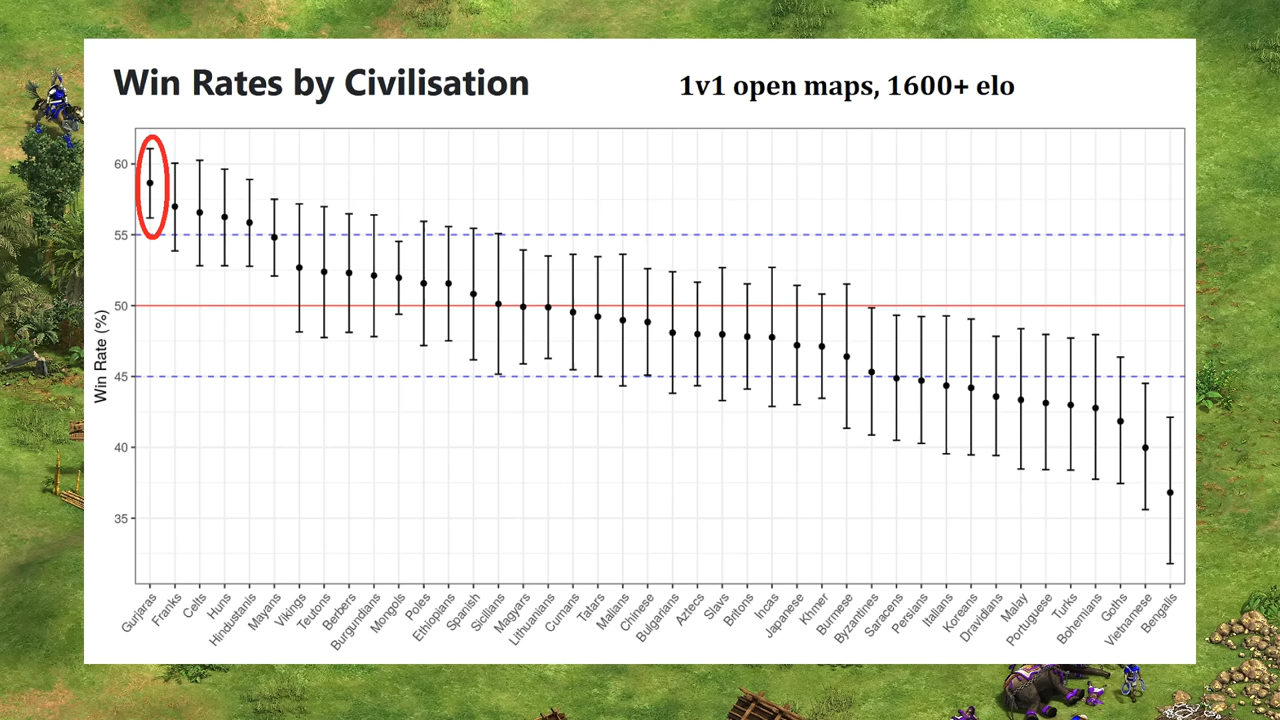 Win Rates by Civilisation
1v1 open maps, 1600+ elo
Win Rate (%)
60
55
50
45
40
35
Gurjaras
Franks
Celts
Huns
Hindustanis
Mayans
Vikings
Teutons
Berbers
Burgundians
Mongols
Poles
Ethiopians
Spanish
Sicilians
Magyars
Lithuanians
Cumans
Tatars
Malians
Chinese
Bulgarians
Aztecs
Slavs
Britons
Incas
Japanese
Khmer
Burmese
Byzantines
Saracens
Persians
Italians
Koreans
Dravidians
Malay
Portuguese
Turks
Bohemians
Goths
Vietnamese
Bengalis